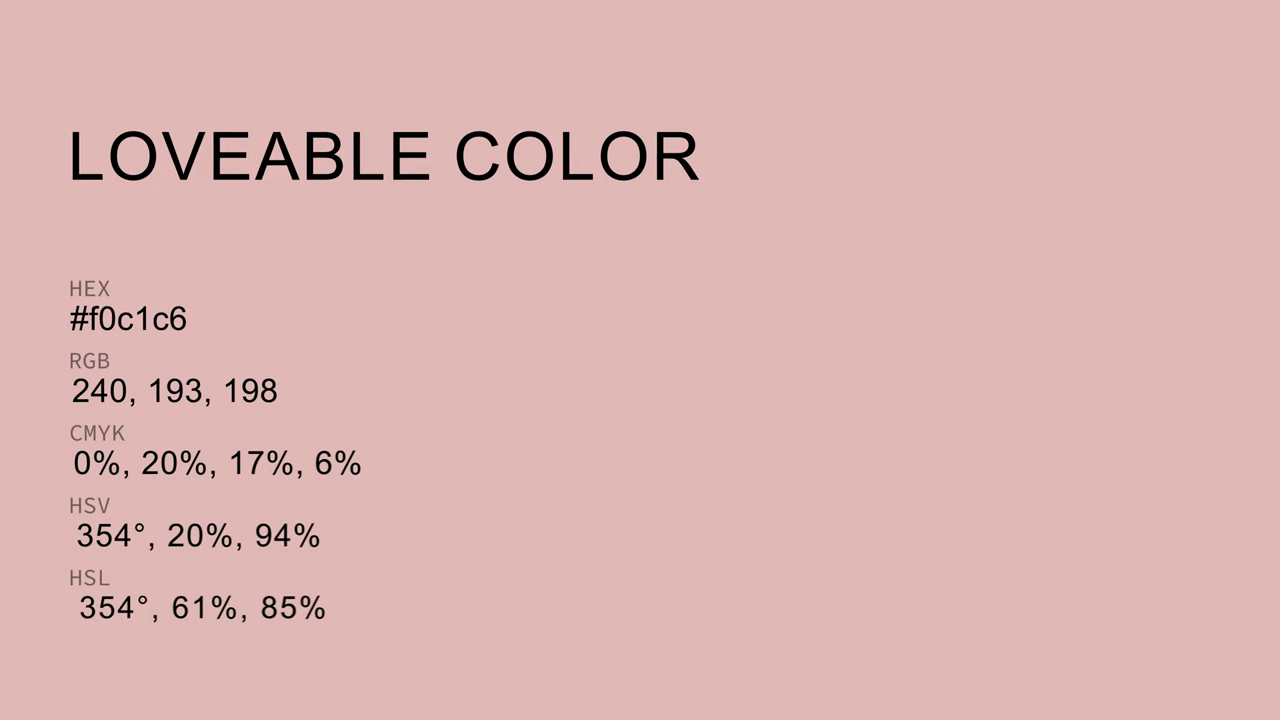 LOVEABLE COLOR
HEX
#f0c1c6
RGB
240, 193, 198
CMYK
0%, 20%, 17%, 6%
HSV
354°, 20%, 94%
HSL
354°, 61%, 85%